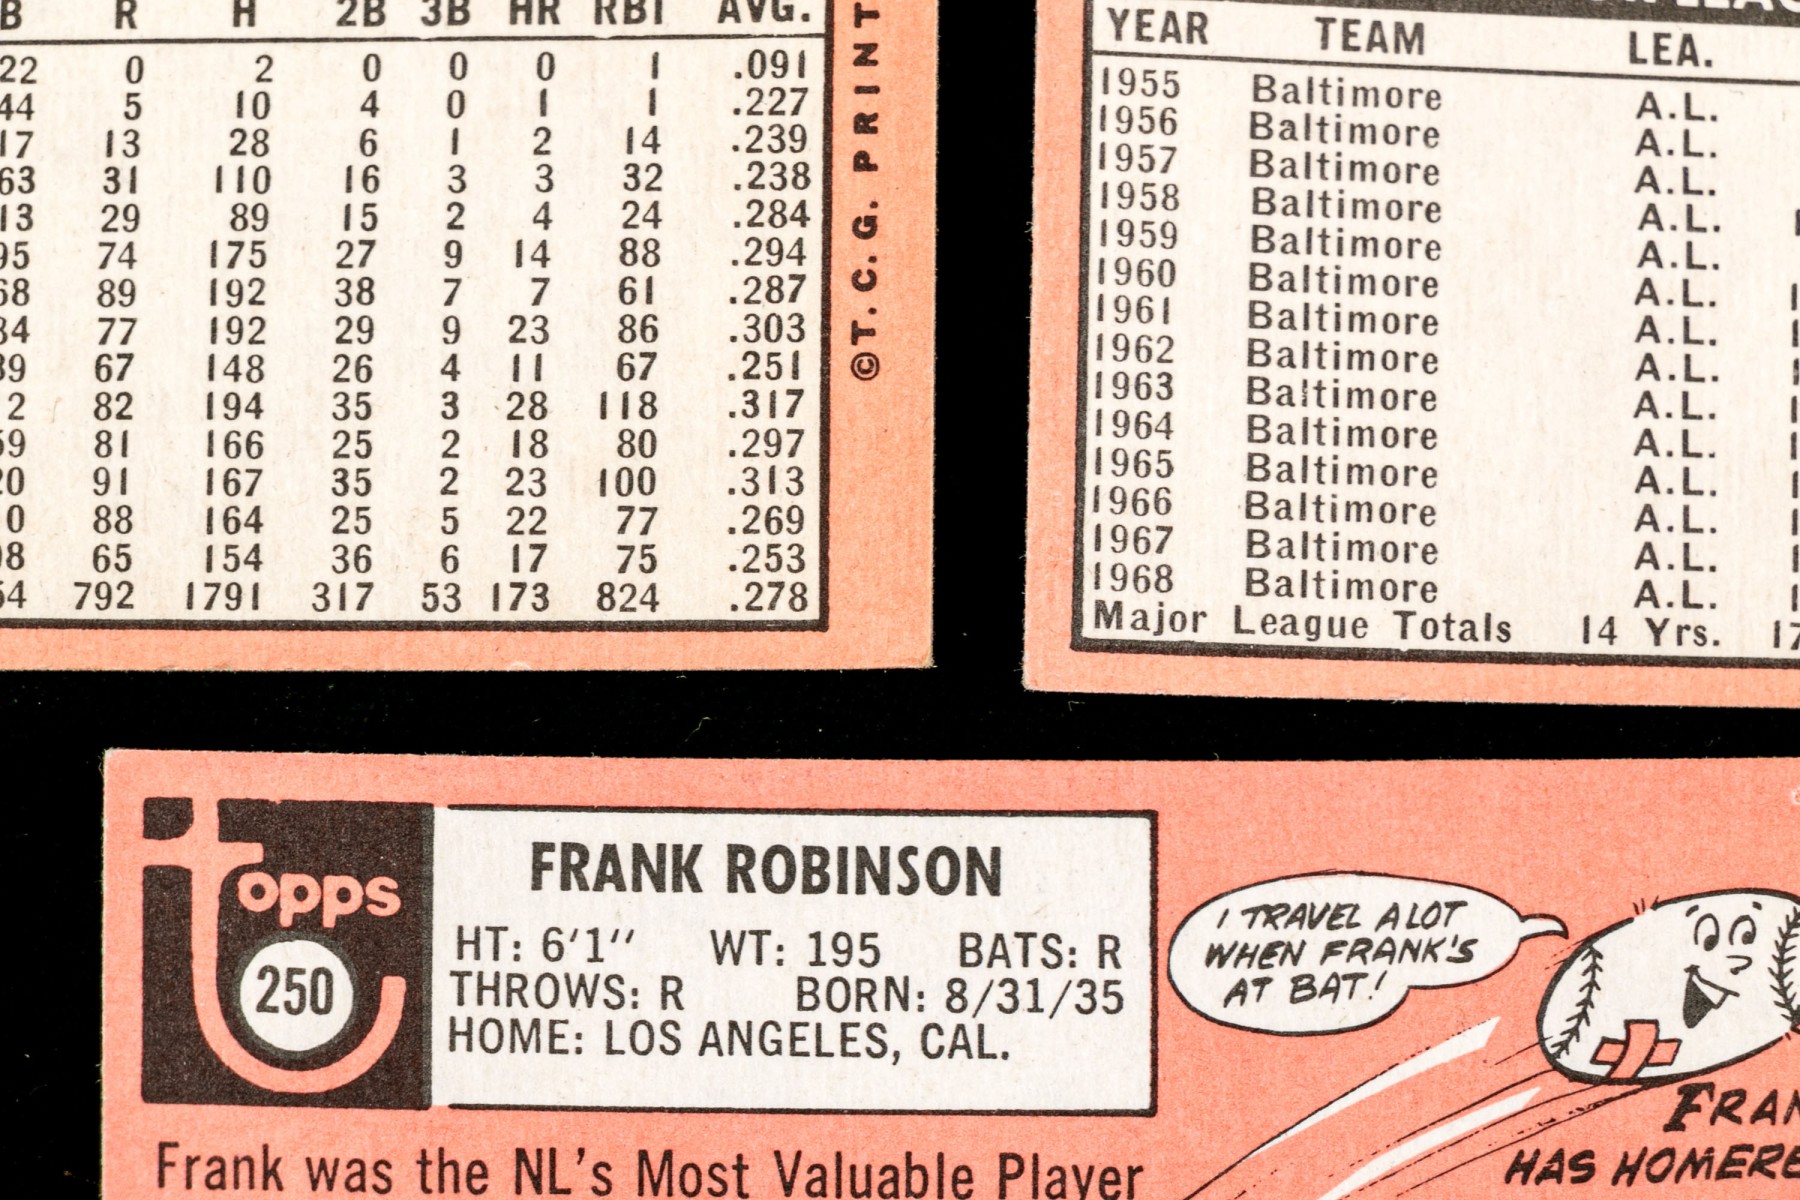 R H 2B 3B HR RBI AVG.
22 0 2 0 0 0 1 .091
44 5 10 4 0 1 1 .227
17 13 28 6 1 2 14 .239
63 31 110 16 3 3 32 .238
13 29 89 15 2 4 24 .284
95 74 175 27 9 14 88 .294
68 89 192 38 7 7 61 .287
34 77 192 29 9 23 86 .303
39 67 148 26 4 11 67 .251
2 82 194 35 3 28 118 .317
59 81 166 25 2 18 80 .297
20 91 167 35 2 23 100 .313
0 88 164 25 5 22 77 .269
08 65 154 36 6 17 75 .253
54 792 1791 317 53 173 824 .278
©T. C. G. PRINT
YEAR TEAM LEA.
1955 Baltimore A.L.
1956 Baltimore A.L.
1957 Baltimore A.L.
1958 Baltimore A.L.
1959 Baltimore A.L.
1960 Baltimore A.L.
1961 Baltimore A.L.
1962 Baltimore A.L.
1963 Baltimore A.L.
1964 Baltimore A.L.
1965 Baltimore A.L.
1966 Baltimore A.L.
1967 Baltimore A.L.
1968 Baltimore A.L.
Major League Totals 14 Yrs. 17
topps
250
FRANK ROBINSON
HT: 6'1" WT: 195 BATS: R
THROWS: R BORN: 8/31/35
HOME: LOS ANGELES, CAL.
I TRAVEL A LOT
WHEN FRANK'S
AT BAT!
FRAN
HAS HOMERE
Frank was the NL's Most Valuable Player